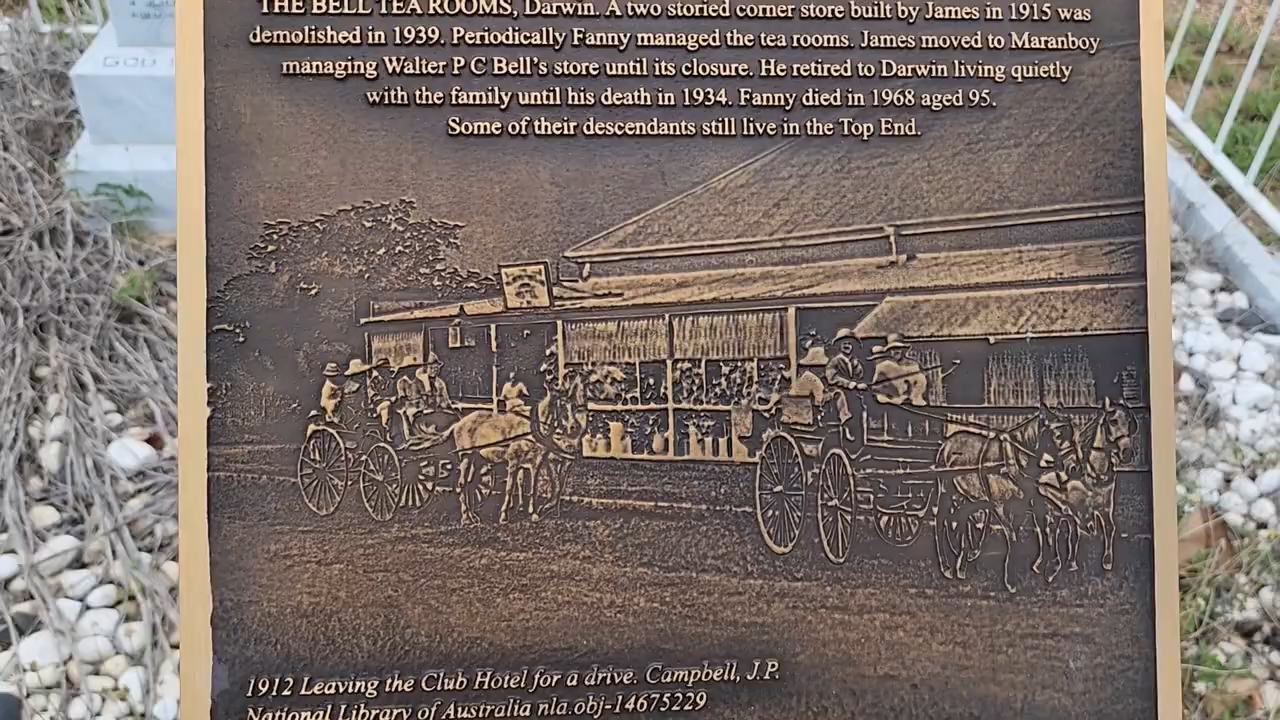 THE BELL TEA ROOMS, Darwin. A two storied corner store built by James in 1915 was
demolished in 1939. Periodically Fanny managed the tea rooms. James moved to Maranboy
managing Walter P C Bell's store until its closure. He retired to Darwin living quietly
with the family until his death in 1934. Fanny died in 1968 aged 95.
Some of their descendants still live in the Top End.
1912 Leaving the Club Hotel for a drive. Campbell, J.P.
National Library of Australia nla.obj-14675229